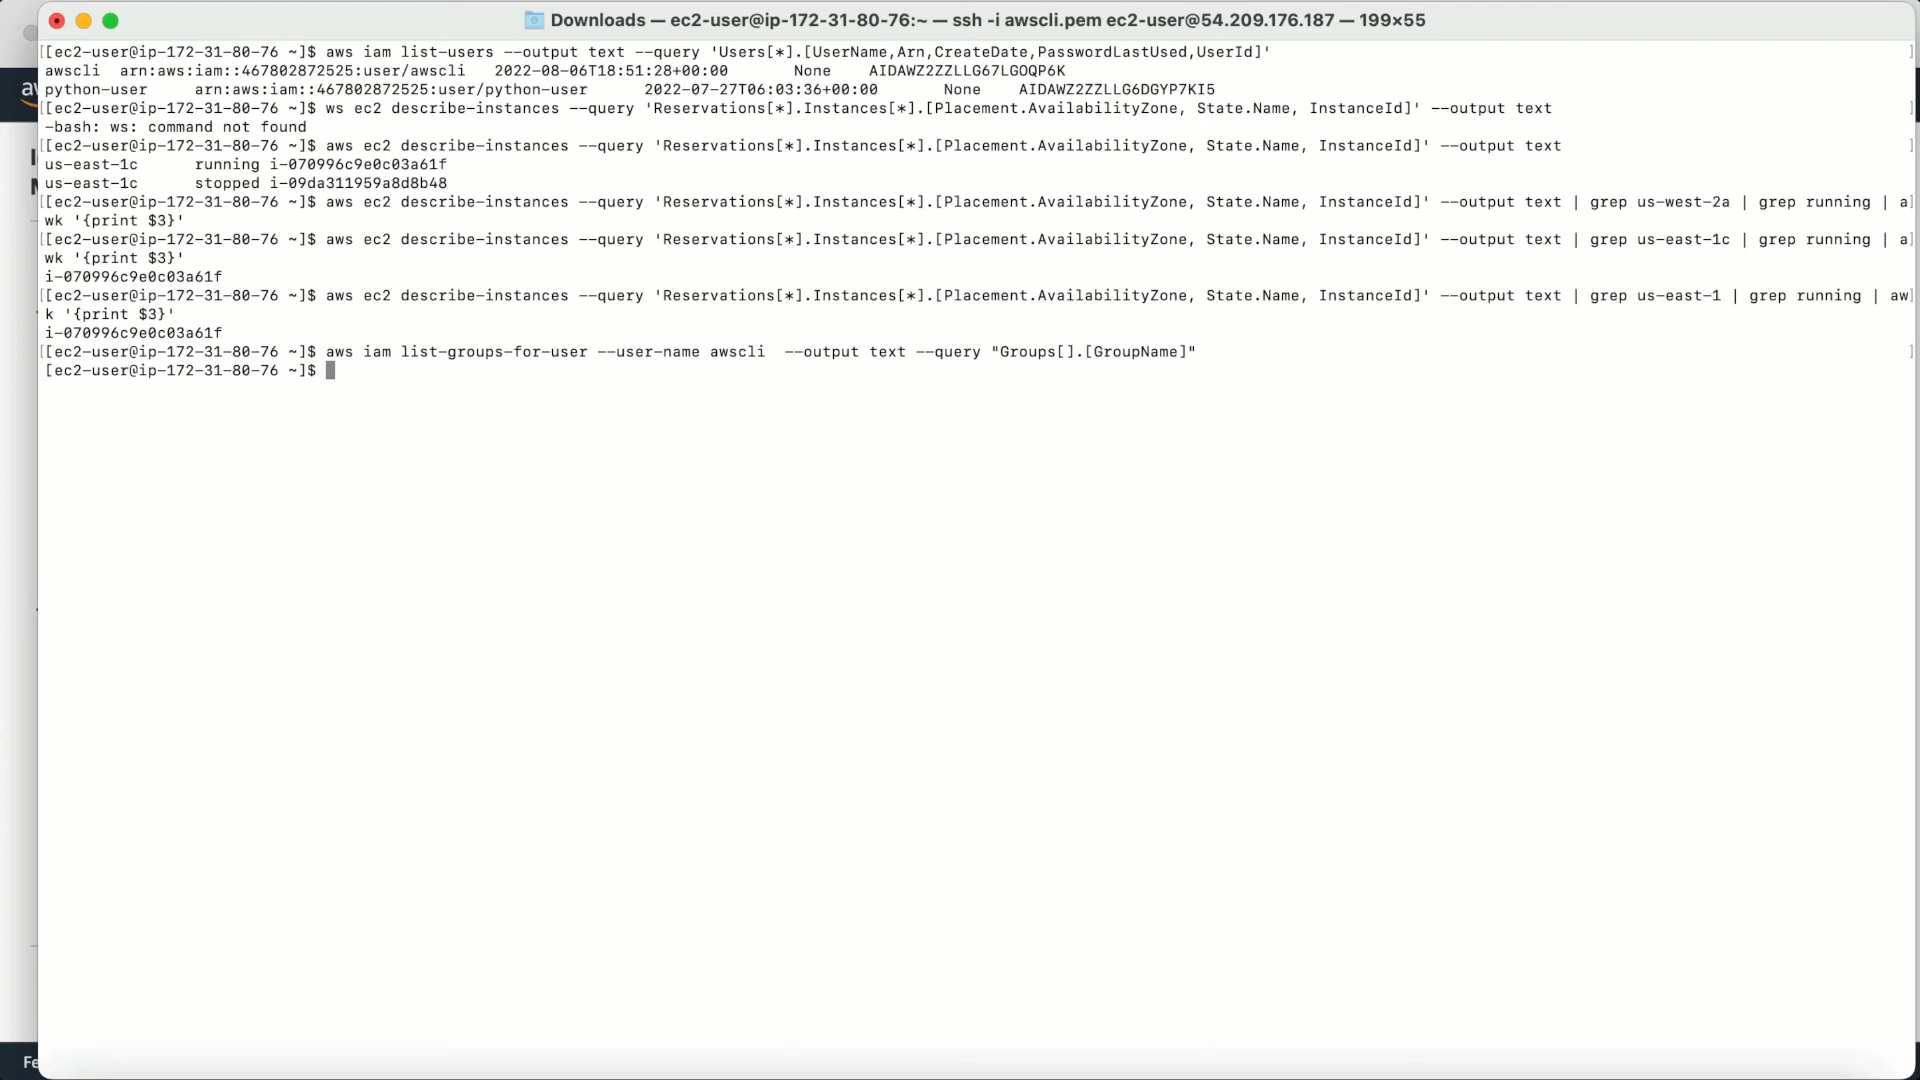 Downloads — ec2-user@ip-172-31-80-76:~ — ssh -i awscli.pem ec2-user@54.209.176.187 — 199×55
[[ec2-user@ip-172-31-80-76 ~]$ aws iam list-users --output text --query 'Users[*].[UserName,Arn,CreateDate,PasswordLastUsed,UserId]' ]
awscli  arn:aws:iam::467802872525:user/awscli   2022-08-06T18:51:28+00:00       None    AIDAWZ2ZZLLG67LGOQP6K
python-user     arn:aws:iam::467802872525:user/python-user      2022-07-27T06:03:36+00:00       None    AIDAWZ2ZZLLG6DGYP7KI5
[[ec2-user@ip-172-31-80-76 ~]$ ws ec2 describe-instances --query 'Reservations[*].Instances[*].[Placement.AvailabilityZone, State.Name, InstanceId]' --output text ]
-bash: ws: command not found
[[ec2-user@ip-172-31-80-76 ~]$ aws ec2 describe-instances --query 'Reservations[*].Instances[*].[Placement.AvailabilityZone, State.Name, InstanceId]' --output text ]
us-east-1c      running i-070996c9e0c03a61f
us-east-1c      stopped i-09da311959a8d8b48
[[ec2-user@ip-172-31-80-76 ~]$ aws ec2 describe-instances --query 'Reservations[*].Instances[*].[Placement.AvailabilityZone, State.Name, InstanceId]' --output text | grep us-west-2a | grep running | a]
wk '{print $3}'
[[ec2-user@ip-172-31-80-76 ~]$ aws ec2 describe-instances --query 'Reservations[*].Instances[*].[Placement.AvailabilityZone, State.Name, InstanceId]' --output text | grep us-east-1c | grep running | a]
wk '{print $3}'
i-070996c9e0c03a61f
[[ec2-user@ip-172-31-80-76 ~]$ aws ec2 describe-instances --query 'Reservations[*].Instances[*].[Placement.AvailabilityZone, State.Name, InstanceId]' --output text | grep us-east-1 | grep running | aw]
k '{print $3}'
i-070996c9e0c03a61f
[[ec2-user@ip-172-31-80-76 ~]$ aws iam list-groups-for-user --user-name awscli  --output text --query "Groups[].[GroupName]" ]
[ec2-user@ip-172-31-80-76 ~]$